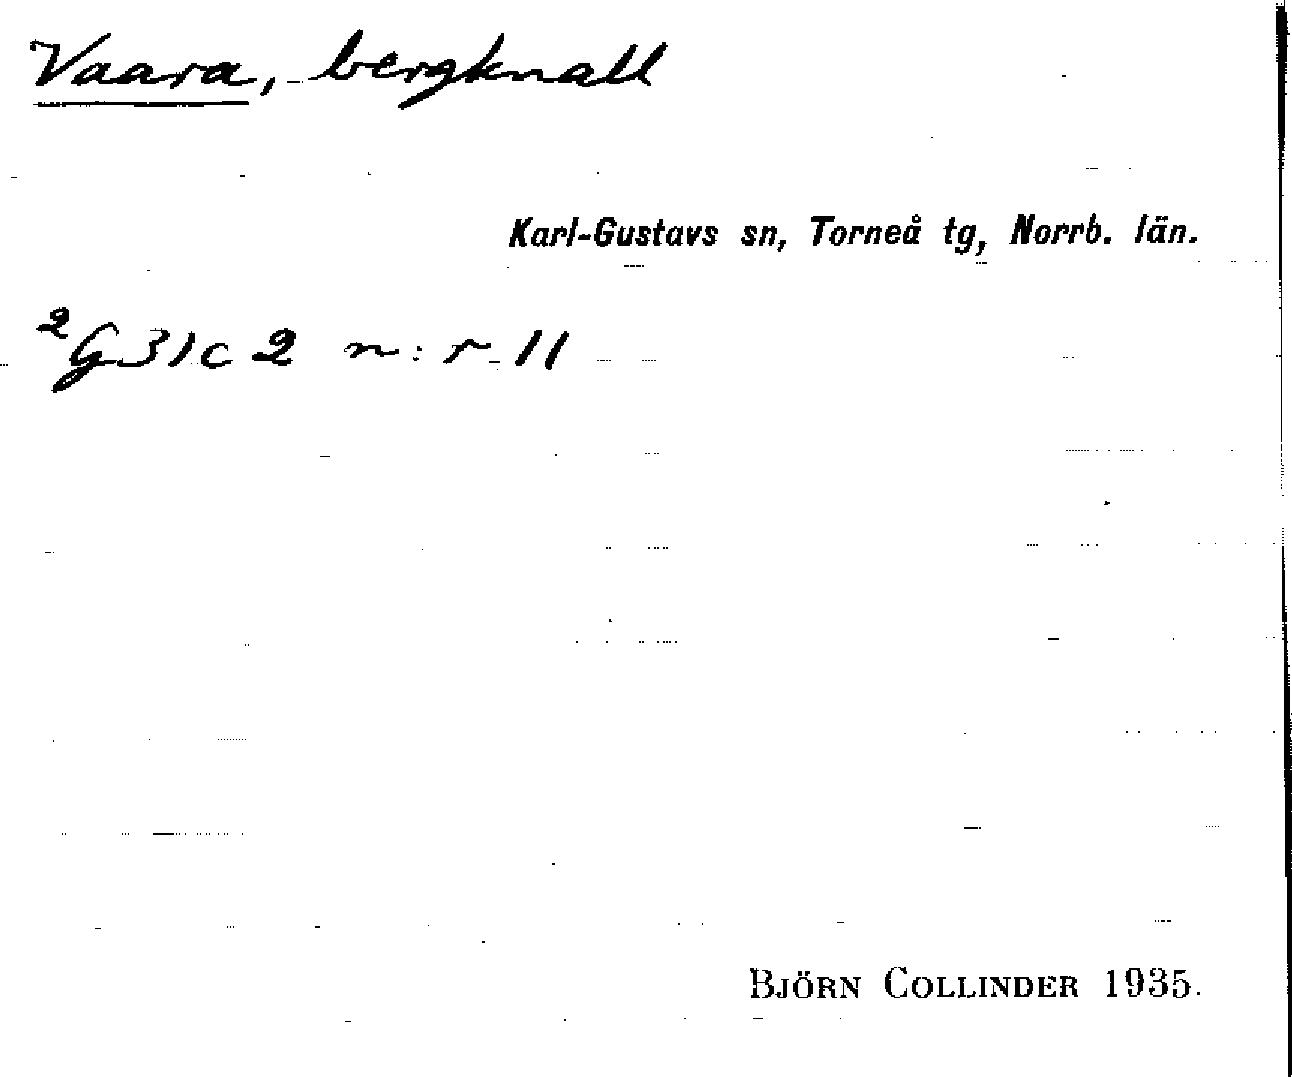 Vaara, bergknall
Karl-Gustavs sn, Torneå tg, Norrb. län.
²G31c2 n:r 11
BJÖRN COLLINDER 1935.